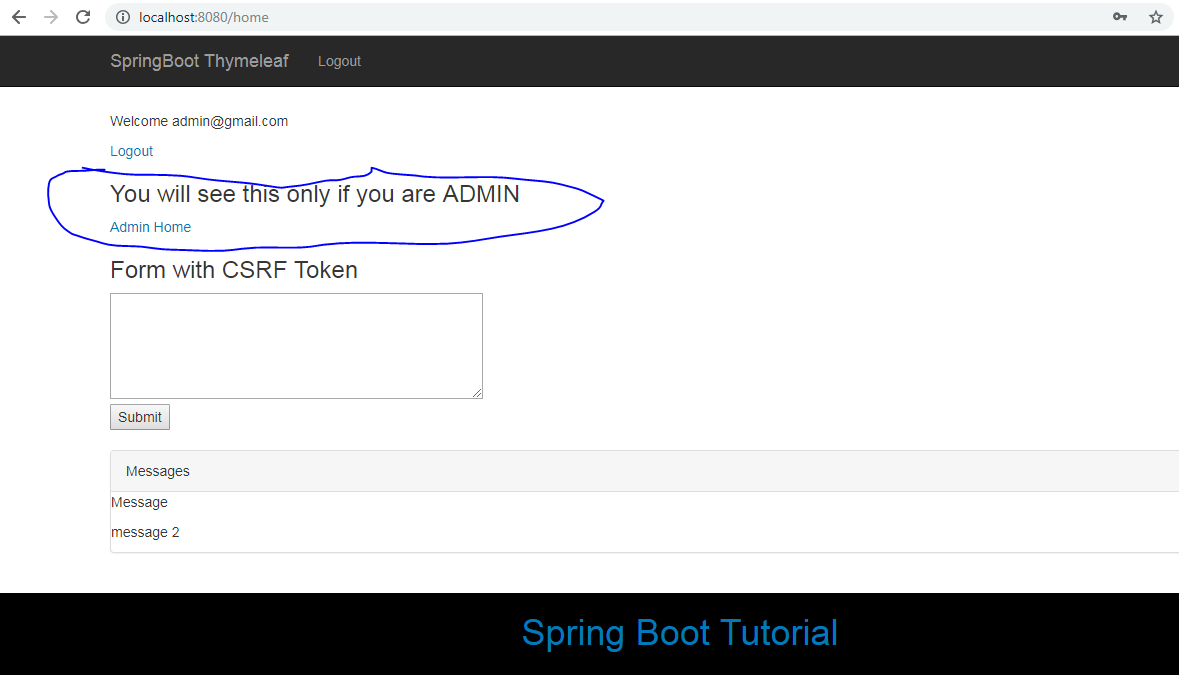 localhost:8080/home
SpringBoot Thymeleaf Logout
Welcome admin@gmail.com
Logout
You will see this only if you are ADMIN
Admin Home
Form with CSRF Token
Submit
Messages
Message
message 2
Spring Boot Tutorial